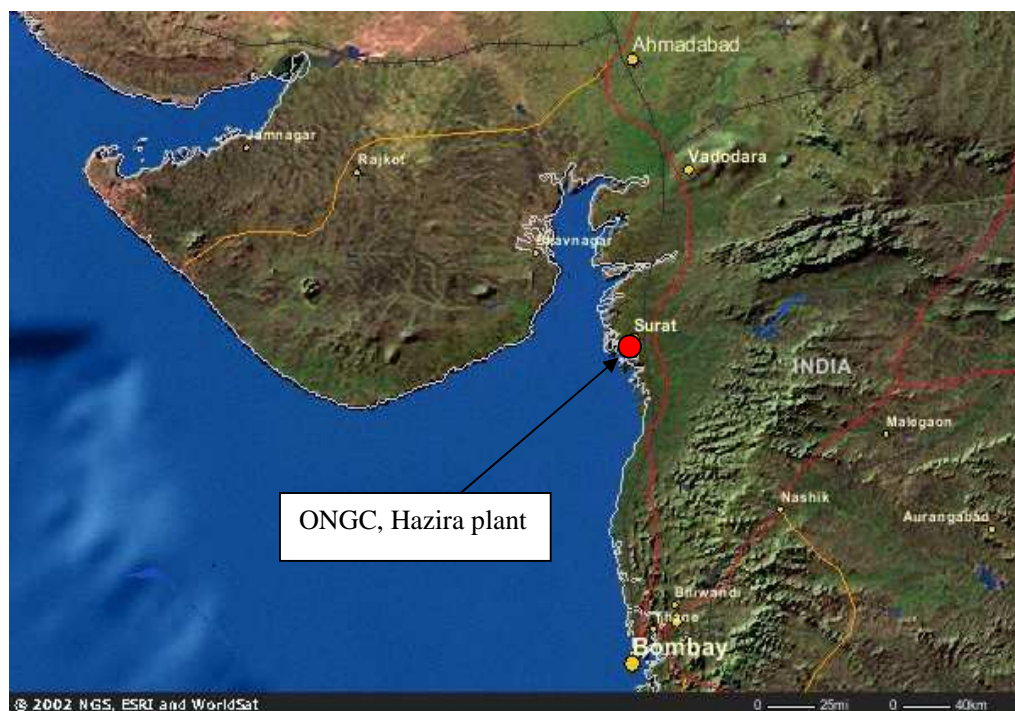 Ahmadabad
Jamnagar
Rajkot
Vadodara
Bhavnagar
Surat
INDIA
Malegaon
ONGC, Hazira plant
Nashik
Aurangabad
Bhiwandi
Thane
Bombay
© 2002 NGS, ESRI and WorldSat
0 25mi 0 40km